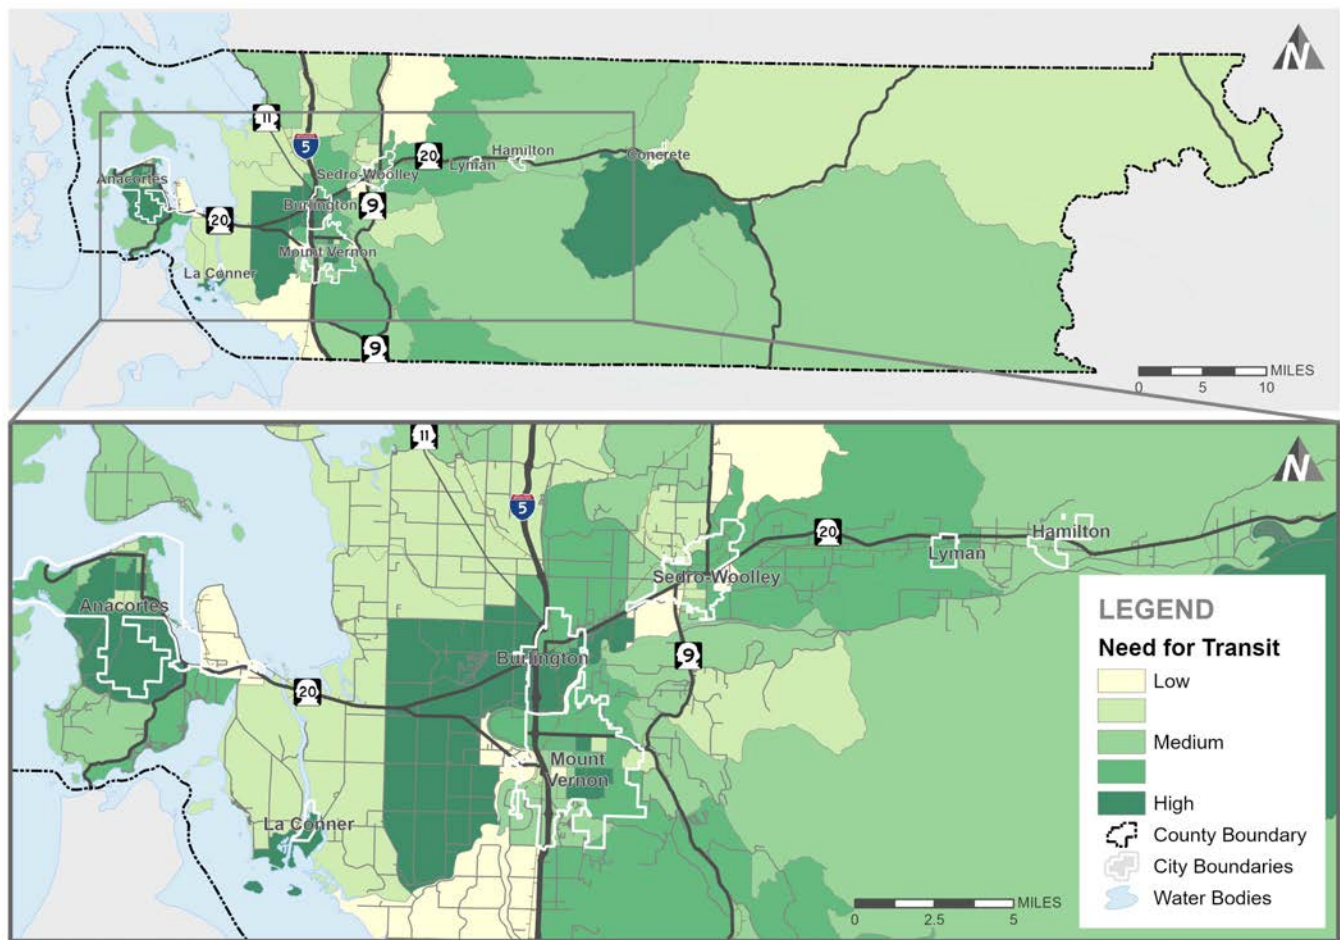 N
11
5
20
Hamilton
Lyman
Concrete
Sedro-Woolley
Anacortes
Burlington
9
20
Mount Vernon
La Conner
9
MILES
0 5 10
11
N
5
20
Hamilton
Lyman
Sedro-Woolley
Anacortes
Burlington
9
20
Mount
Vernon
La Conner
MILES
0 2.5 5
LEGEND
Need for Transit
Low
Medium
High
County Boundary
City Boundaries
Water Bodies